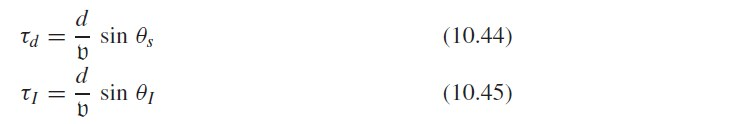 τ_d = d/𝔳 sin θ_s (10.44)
τ_I = d/𝔳 sin θ_I (10.45)